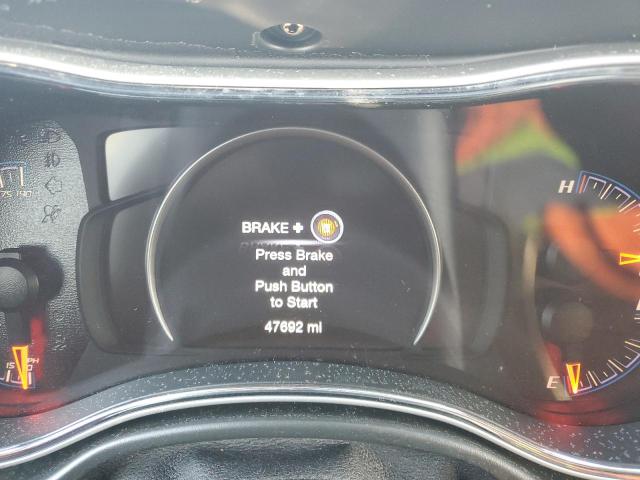 BRAKE +
Press Brake
and
Push Button
to Start
47692 mi
H
E